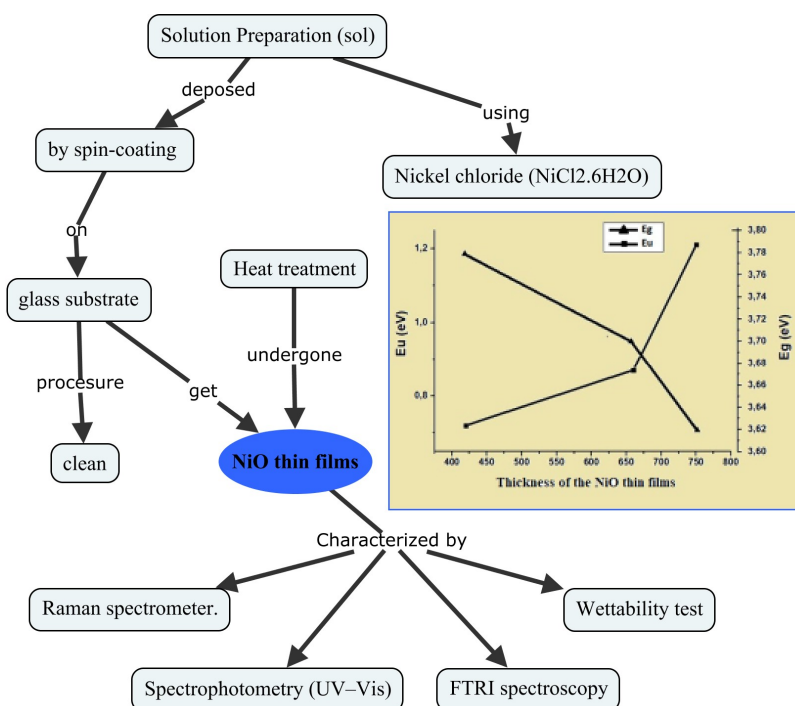 Solution Preparation (sol)
deposed
using
by spin-coating
Nickel chloride (NiCl2.6H2O)
on
glass substrate
Heat treatment
procesure
get
undergone
clean
NiO thin films
Eg
Eu
1,2
1,0
0,8
Eu (eV)
3,80
3,78
3,76
3,74
3,72
3,70
3,68
3,66
3,64
3,62
3,60
Eg (eV)
400 450 500 550 600 650 700 750 800
Thickness of the NiO thin films
Characterized by
Raman spectrometer.
Wettability test
Spectrophotometry (UV–Vis)
FTRI spectroscopy